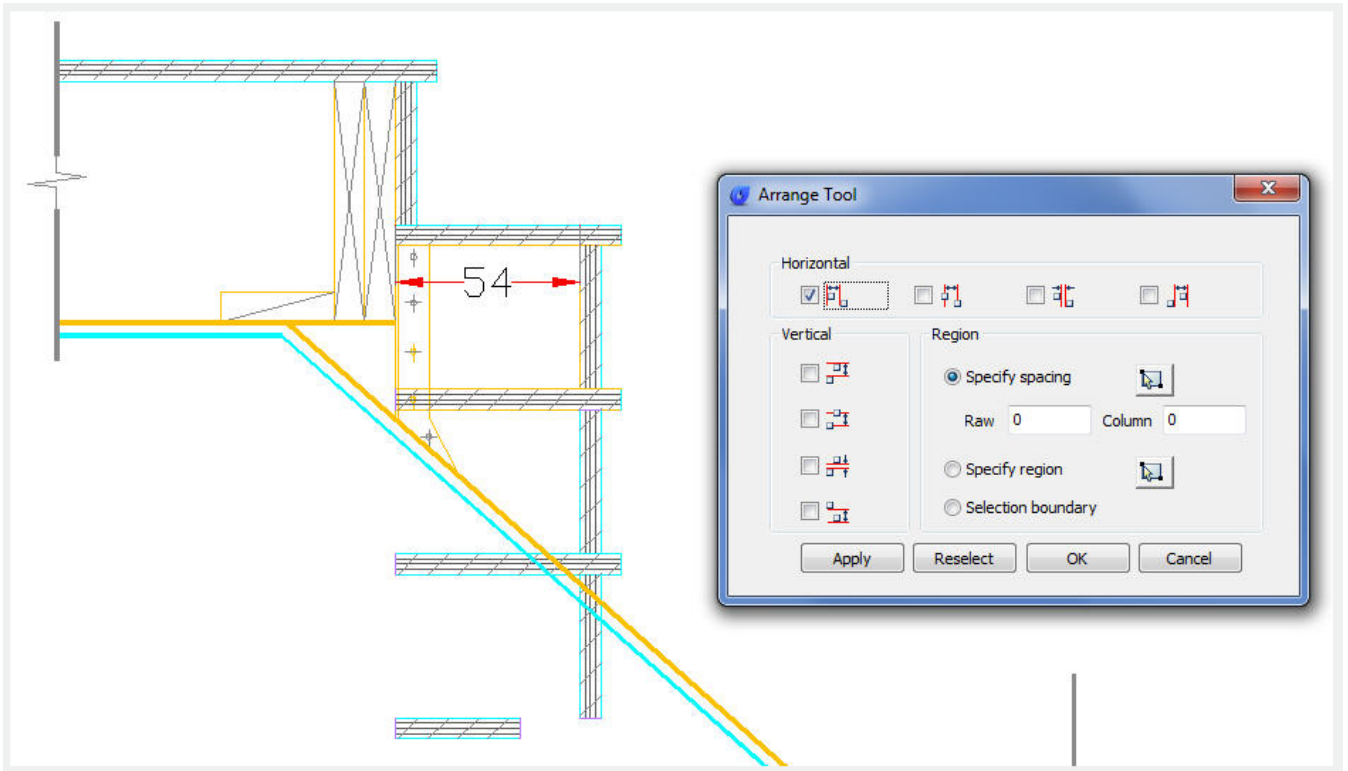 54
Arrange Tool
Horizontal
Vertical
Region
Specify spacing
Raw 0 Column 0
Specify region
Selection boundary
Apply Reselect OK Cancel